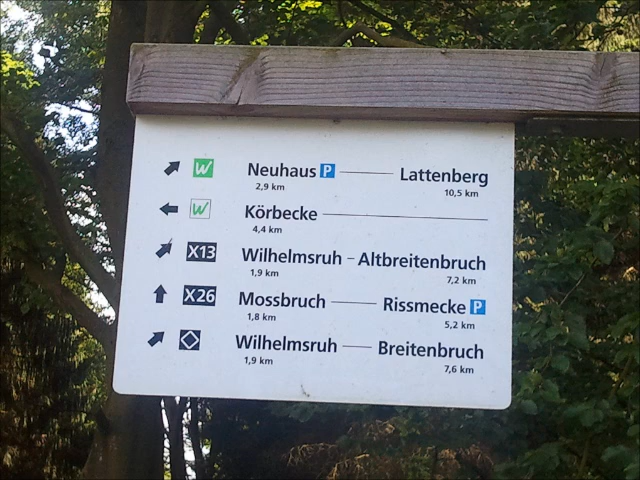 W Neuhaus P Lattenberg
2,9 km 10,5 km
W Körbecke
4,4 km
X13 Wilhelmsruh – Altbreitenbruch
1,9 km 7,2 km
X26 Mossbruch Rissmecke P
1,8 km 5,2 km
Wilhelmsruh Breitenbruch
1,9 km 7,6 km